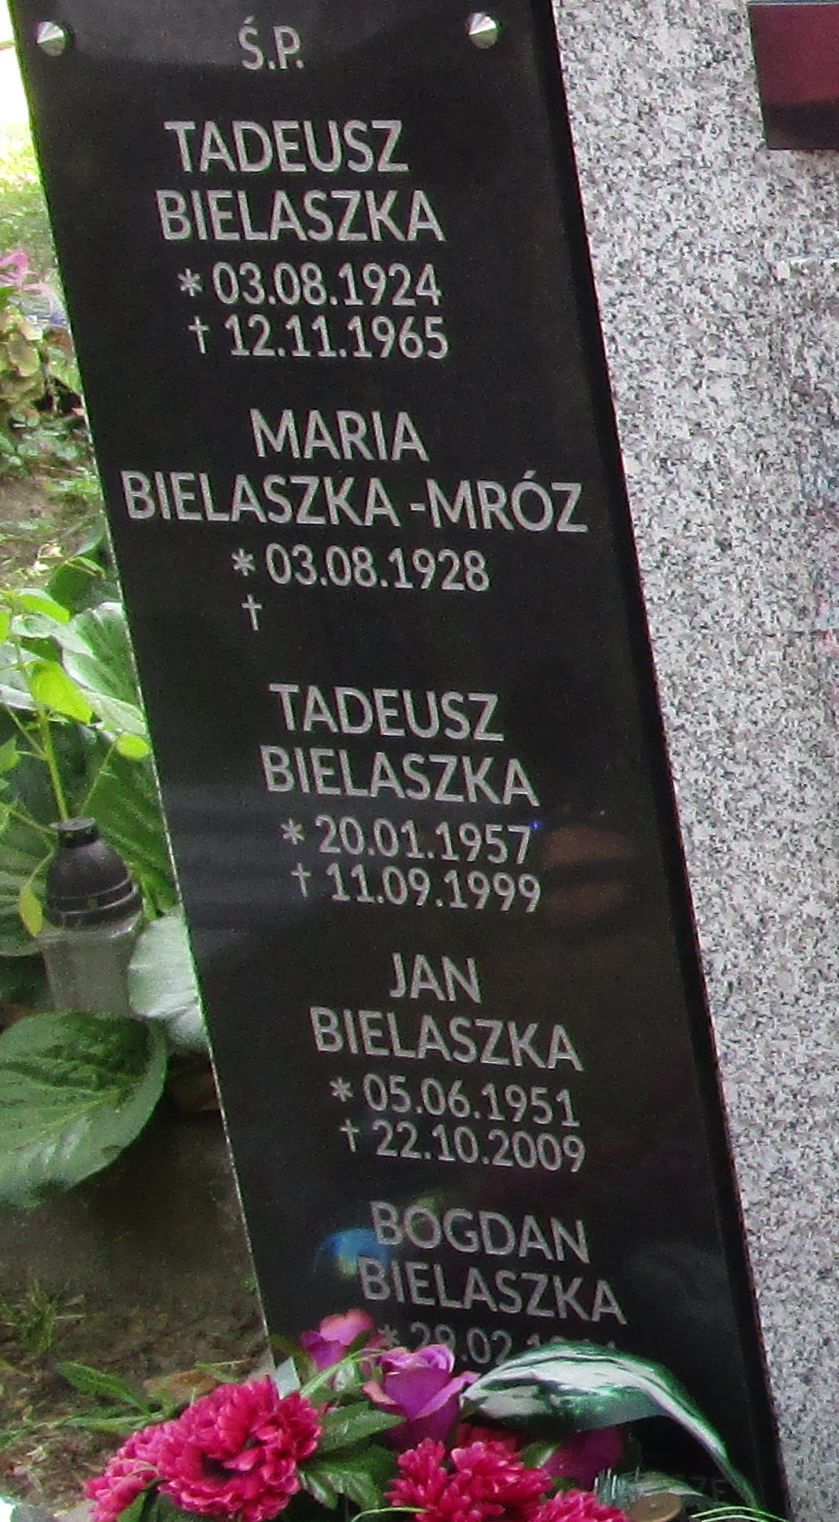 Ś.P.
TADEUSZ
BIELASZKA
* 03.08.1924
† 12.11.1965
MARIA
BIELASZKA-MRÓZ
* 03.08.1928
†
TADEUSZ
BIELASZKA
* 20.01.1957
† 11.09.1999
JAN
BIELASZKA
* 05.06.1951
† 22.10.2009
BOGDAN
BIELASZKA